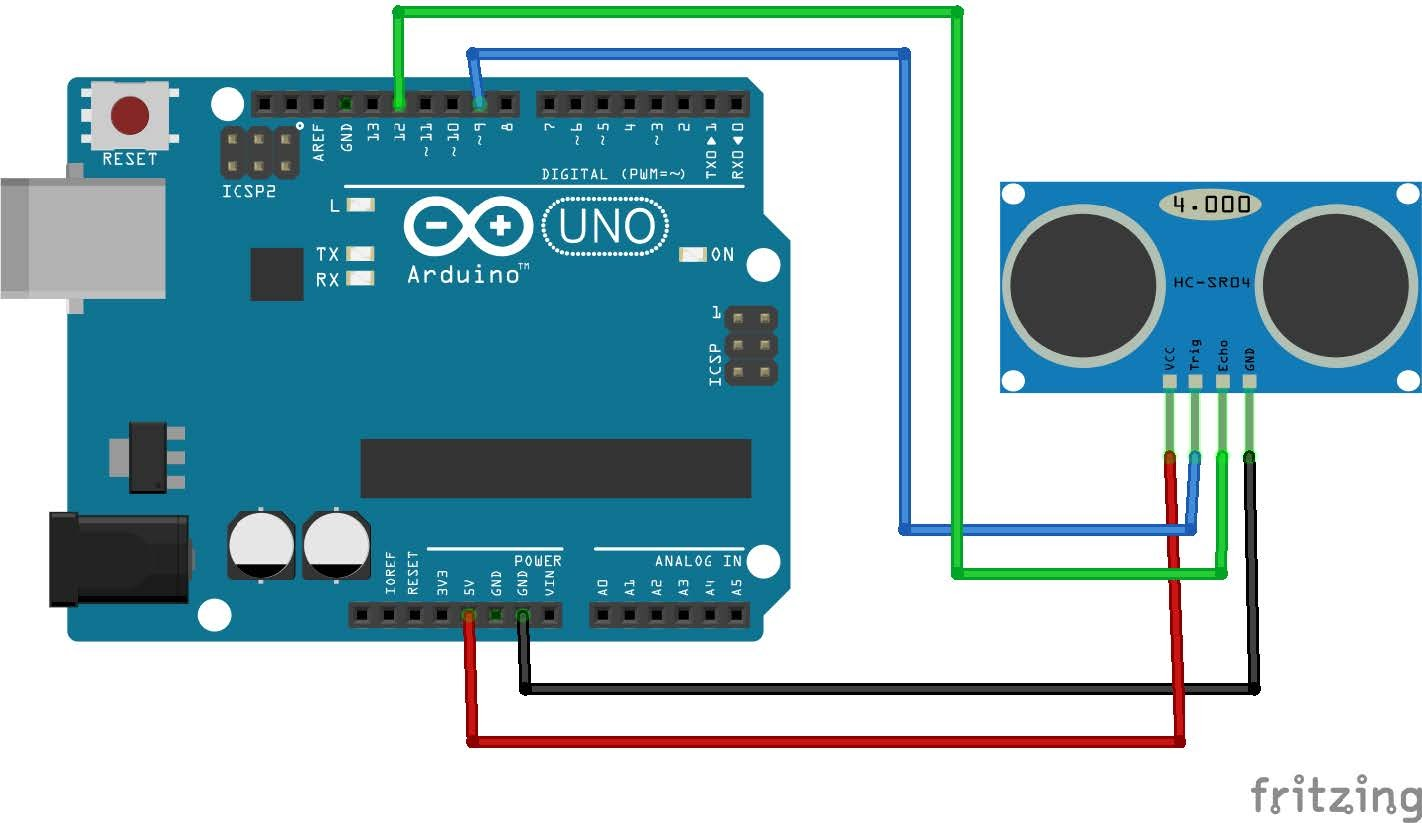 RESET
ICSP2
AREF
GND
13
12
~11
~10
~9
8
7
~6
~5
4
~3
2
TX0▶1
RX0◀0
DIGITAL (PWM=~)
L
TX
RX
Arduino™
UNO
ON
1
ICSP
4.000
HC-SR04
VCC
Trig
Echo
GND
POWER
ANALOG IN
IOREF
RESET
3V3
5V
GND
GND
VIN
A0
A1
A2
A3
A4
A5
fritzing